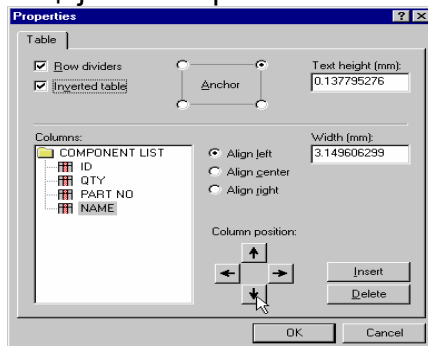 Properties
Table
Row dividers
Inverted table
Anchor
Text height (mm):
0.137795276
Columns:
COMPONENT LIST
ID
QTY
PART NO
NAME
Align left
Align center
Align right
Width (mm):
3.149606299
Column position:
Insert
Delete
OK
Cancel